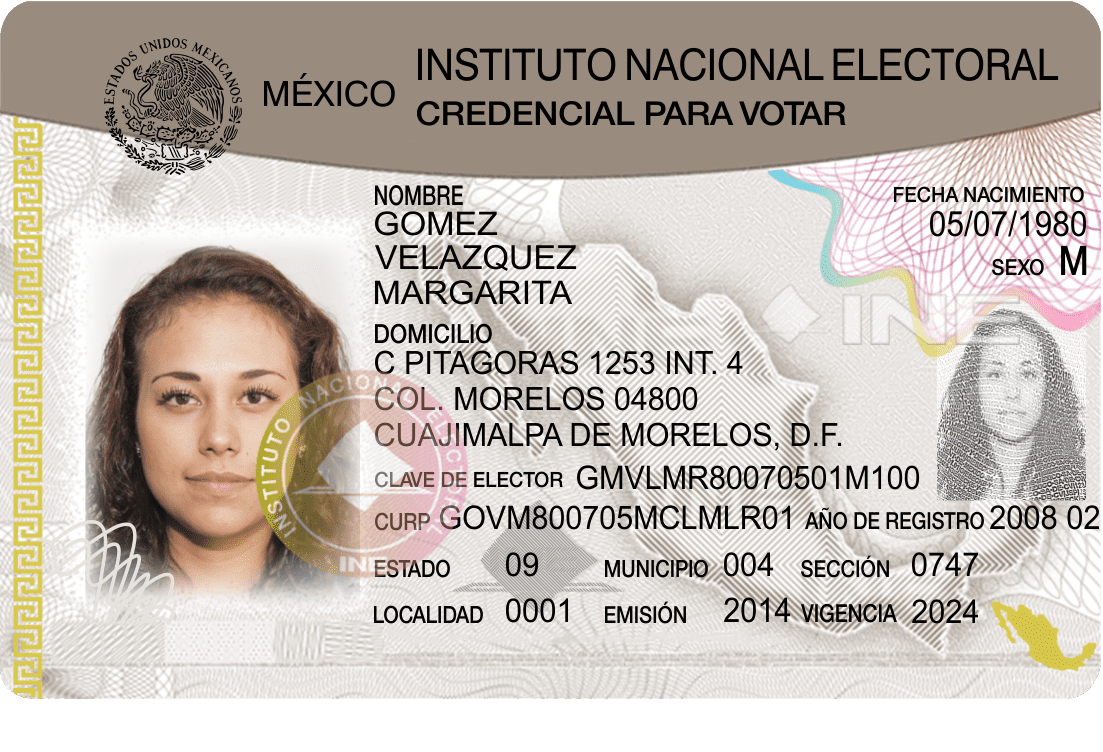 ESTADOS UNIDOS MEXICANOS
MÉXICO
INSTITUTO NACIONAL ELECTORAL
CREDENCIAL PARA VOTAR
NOMBRE
GOMEZ
VELAZQUEZ
MARGARITA
FECHA NACIMIENTO
05/07/1980
SEXO M
INE
DOMICILIO
C PITAGORAS 1253 INT. 4
COL. MORELOS 04800
CUAJIMALPA DE MORELOS, D.F.
INSTITUTO NACIONAL ELECTORAL
INE
CLAVE DE ELECTOR GMVLMR80070501M100
CURP GOVM800705MCLMLR01 AÑO DE REGISTRO 2008 02
ESTADO 09 MUNICIPIO 004 SECCIÓN 0747
LOCALIDAD 0001 EMISIÓN 2014 VIGENCIA 2024